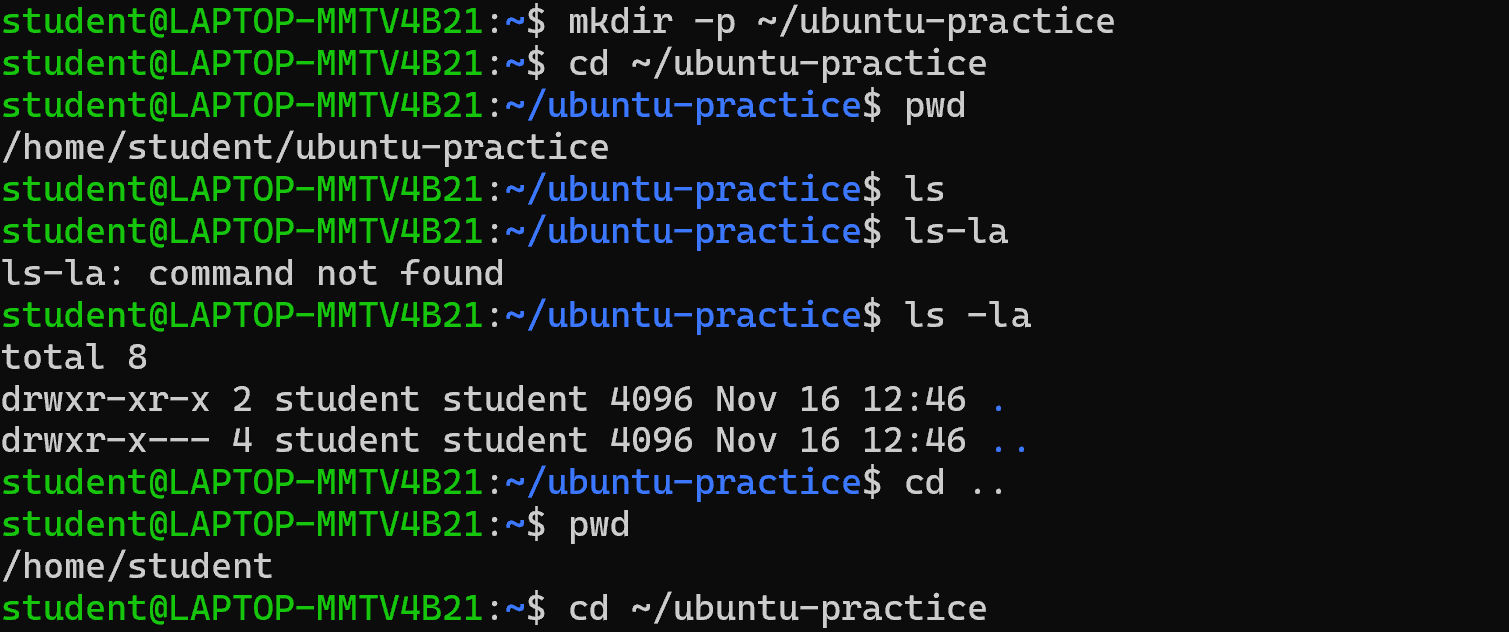 student@LAPTOP-MMTV4B21:~$ mkdir -p ~/ubuntu-practice
student@LAPTOP-MMTV4B21:~$ cd ~/ubuntu-practice
student@LAPTOP-MMTV4B21:~/ubuntu-practice$ pwd
/home/student/ubuntu-practice
student@LAPTOP-MMTV4B21:~/ubuntu-practice$ ls
student@LAPTOP-MMTV4B21:~/ubuntu-practice$ ls-la
ls-la: command not found
student@LAPTOP-MMTV4B21:~/ubuntu-practice$ ls -la
total 8
drwxr-xr-x 2 student student 4096 Nov 16 12:46 .
drwxr-x--- 4 student student 4096 Nov 16 12:46 ..
student@LAPTOP-MMTV4B21:~/ubuntu-practice$ cd ..
student@LAPTOP-MMTV4B21:~$ pwd
/home/student
student@LAPTOP-MMTV4B21:~$ cd ~/ubuntu-practice